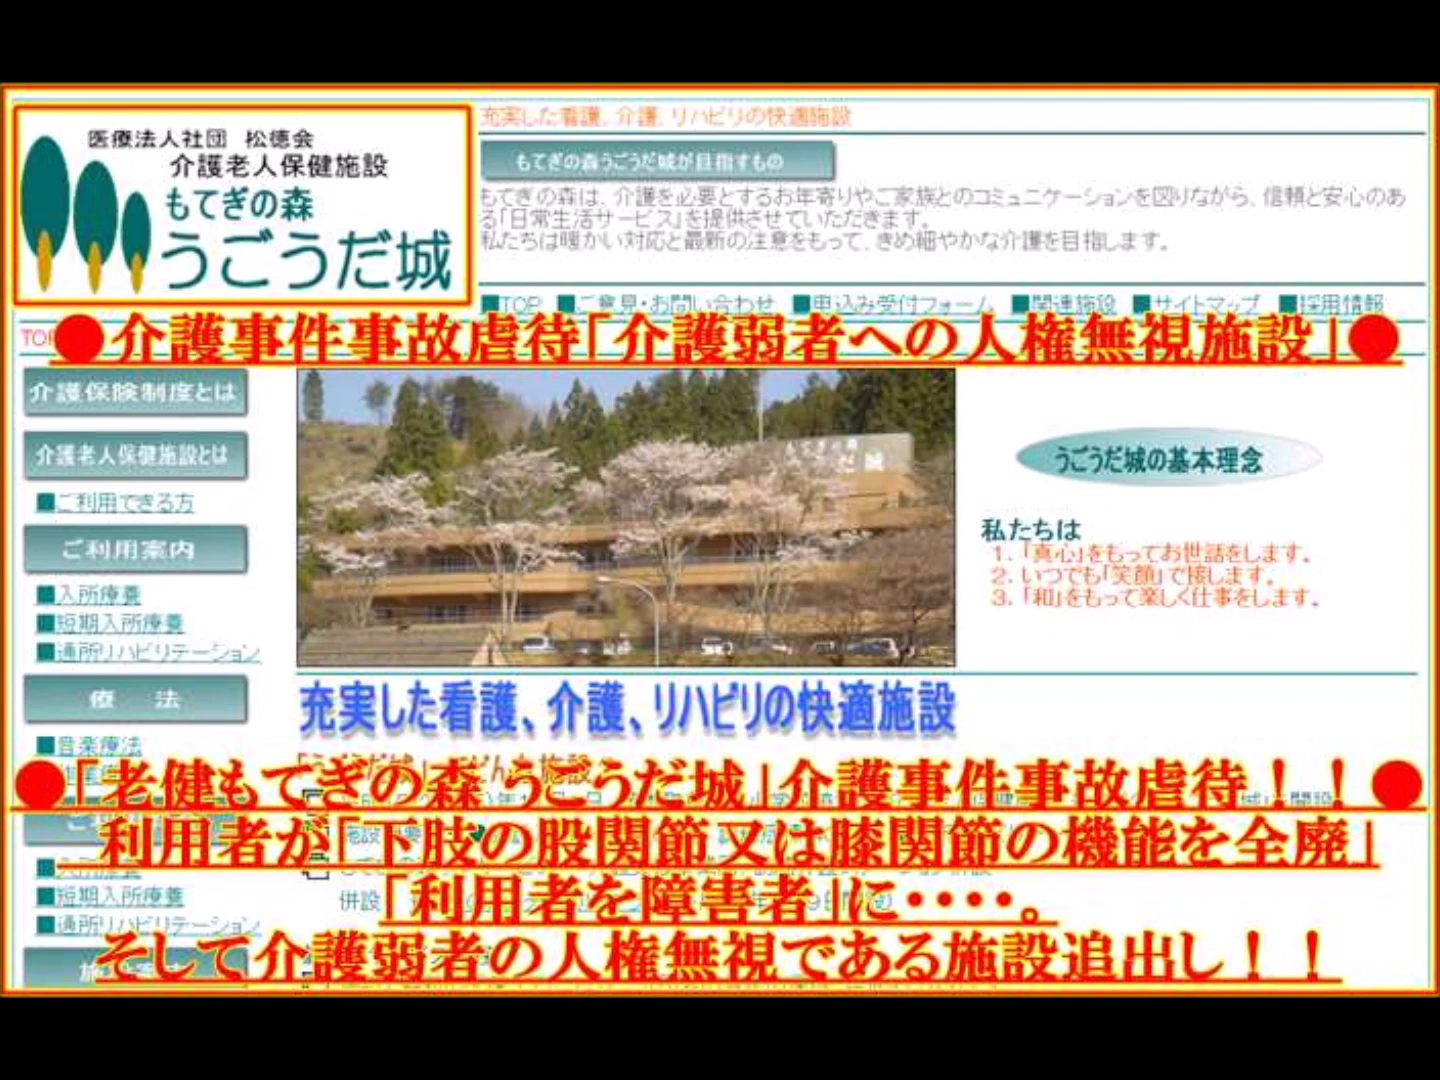 医療法人社団 松徳会
介護老人保健施設
もてぎの森
うごうだ城
充実した看護、介護、リハビリの快適施設
もてぎの森うごうだ城が目指すもの
もてぎの森は、介護を必要とするお年寄りやご家族とのコミュニケーションを図りながら、信頼と安心のあ
る「日常生活サービス」を提供させていただきます。
私たちは暖かい対応と最新の注意をもって、きめ細やかな介護を目指します。
■TOP ■ご意見・お問い合わせ ■申込み受付フォーム ■関連施設 ■サイトマップ ■採用情報
●介護事件事故虐待「介護弱者への人権無視施設」●
介護保険制度とは
介護老人保健施設とは
■ご利用できる方
ご利用案内
■入所療養
■短期入所療養
■通所リハビリテーション
療 法
■音楽療法
もてぎの森
うごうだ城の基本理念
私たちは
1. 「真心」をもってお世話をします。
2. いつでも「笑顔」で接します。
3. 「和」をもって楽しく仕事をします。
充実した看護、介護、リハビリの快適施設
●「老健もてぎの森 うごうだ城」介護事件事故虐待！！●
利用者が「下肢の股関節又は膝関節の機能を全廃」
「利用者を障害者」に・・・・。
そして介護弱者の人権無視である施設追出し！！
■入所療養
■短期入所療養
■通所リハビリテーション
併設